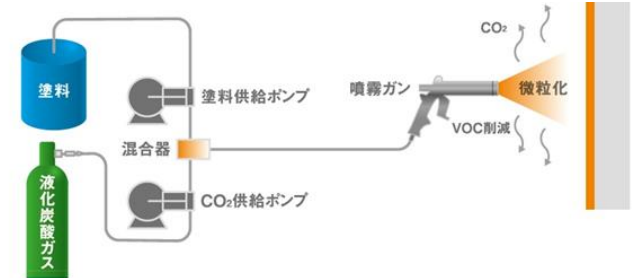 塗料
塗料供給ポンプ
混合器
CO₂供給ポンプ
液化炭酸ガス
噴霧ガン
CO₂
微粒化
VOC削減